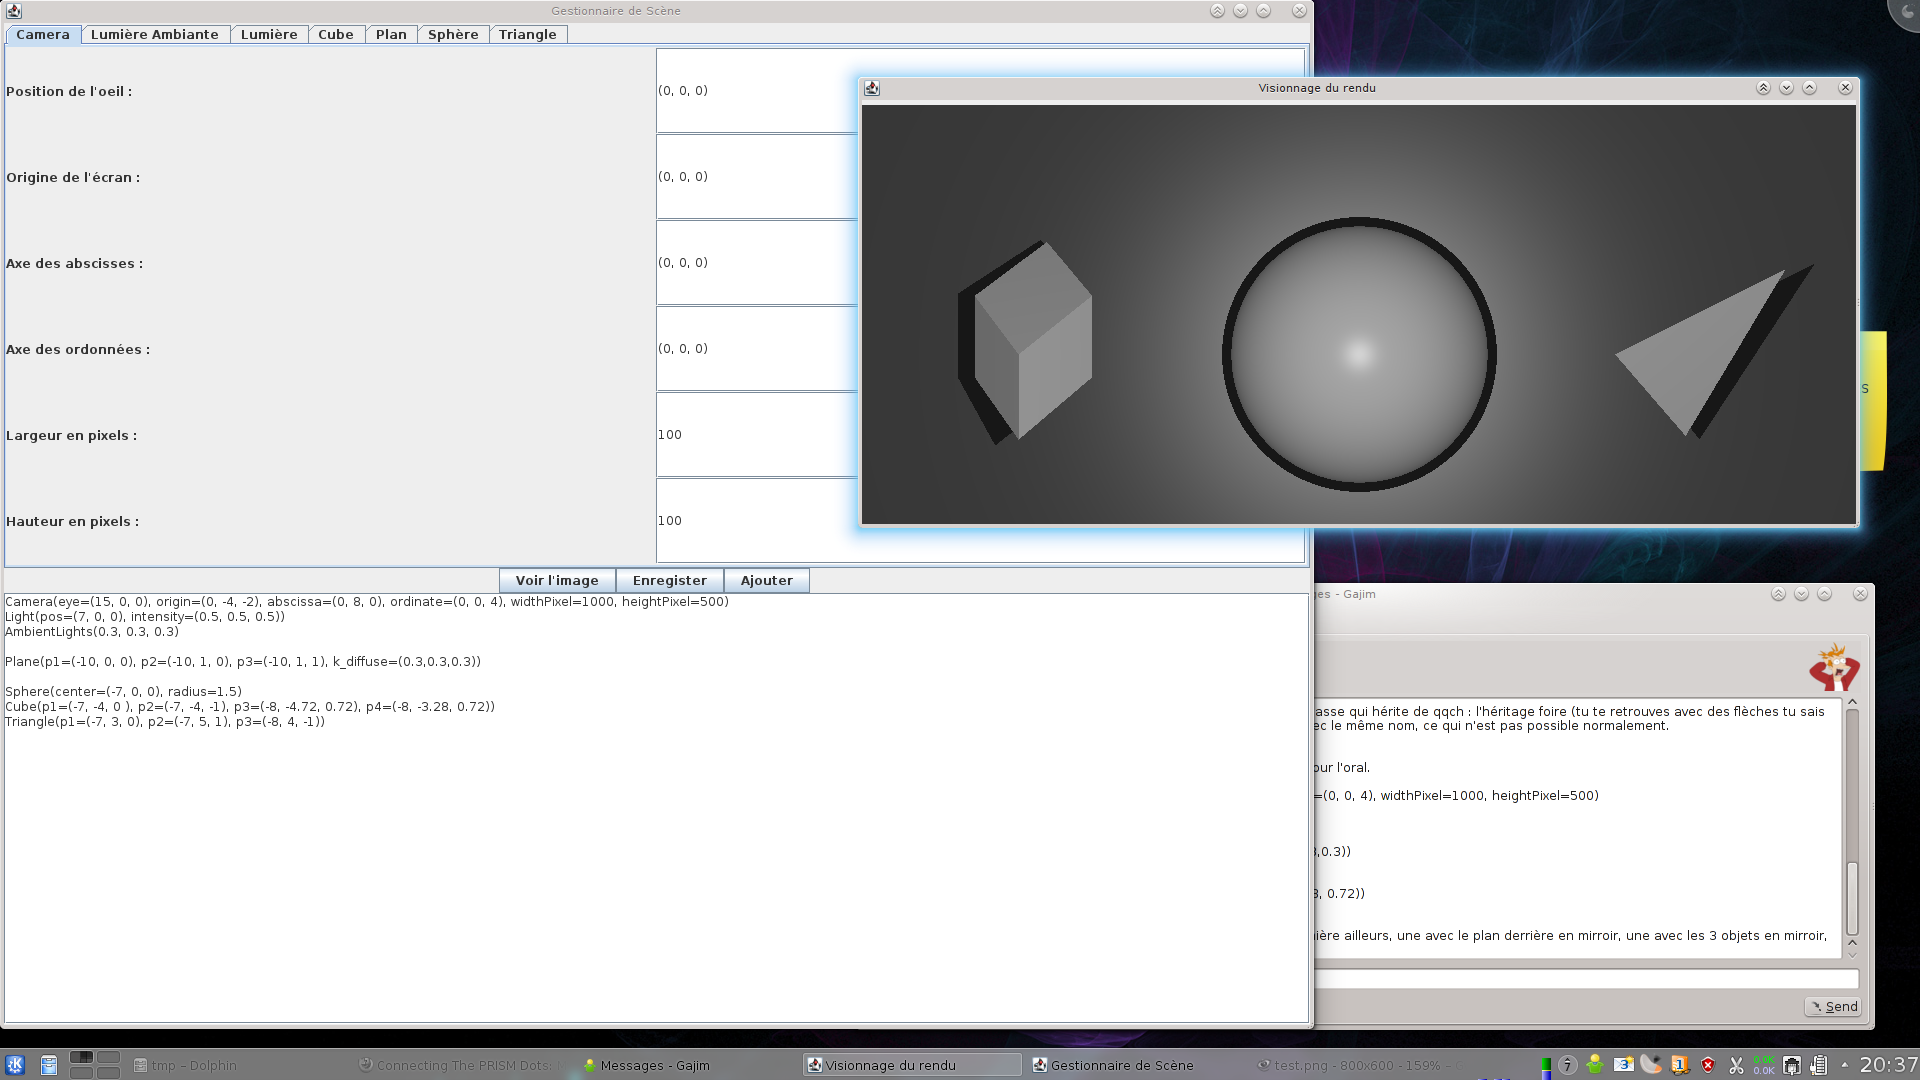 Gestionnaire de Scène
Camera
Lumière Ambiante
Lumière
Cube
Plan
Sphère
Triangle
Position de l'oeil :
(0, 0, 0)
Origine de l'écran :
(0, 0, 0)
Axe des abscisses :
(0, 0, 0)
Axe des ordonnées :
(0, 0, 0)
Largeur en pixels :
100
Hauteur en pixels :
100
Voir l'image
Enregister
Ajouter
Camera(eye=(15, 0, 0), origin=(0, -4, -2), abscissa=(0, 8, 0), ordinate=(0, 0, 4), widthPixel=1000, heightPixel=500)
Light(pos=(7, 0, 0), intensity=(0.5, 0.5, 0.5))
AmbientLights(0.3, 0.3, 0.3)
Plane(p1=(-10, 0, 0), p2=(-10, 1, 0), p3=(-10, 1, 1), k_diffuse=(0.3,0.3,0.3))
Sphere(center=(-7, 0, 0), radius=1.5)
Cube(p1=(-7, -4, 0 ), p2=(-7, -4, -1), p3=(-8, -4.72, 0.72), p4=(-8, -3.28, 0.72))
Triangle(p1=(-7, 3, 0), p2=(-7, 5, 1), p3=(-8, 4, -1))
Visionnage du rendu
s
ges - Gajim
asse qui hérite de qqch : l'héritage foire (tu te retrouves avec des flèches tu sais
ec le même nom, ce qui n'est pas possible normalement.
our l'oral.
=(0, 0, 4), widthPixel=1000, heightPixel=500)
,0.3))
3, 0.72))
ière ailleurs, une avec le plan derrière en mirroir, une avec les 3 objets en mirroir,
Send
tmp – Dolphin
Connecting The PRISM Dots:
Messages - Gajim
Visionnage du rendu
Gestionnaire de Scène
test.png - 800x600 - 159% -
0.0K
0.0K
20:37